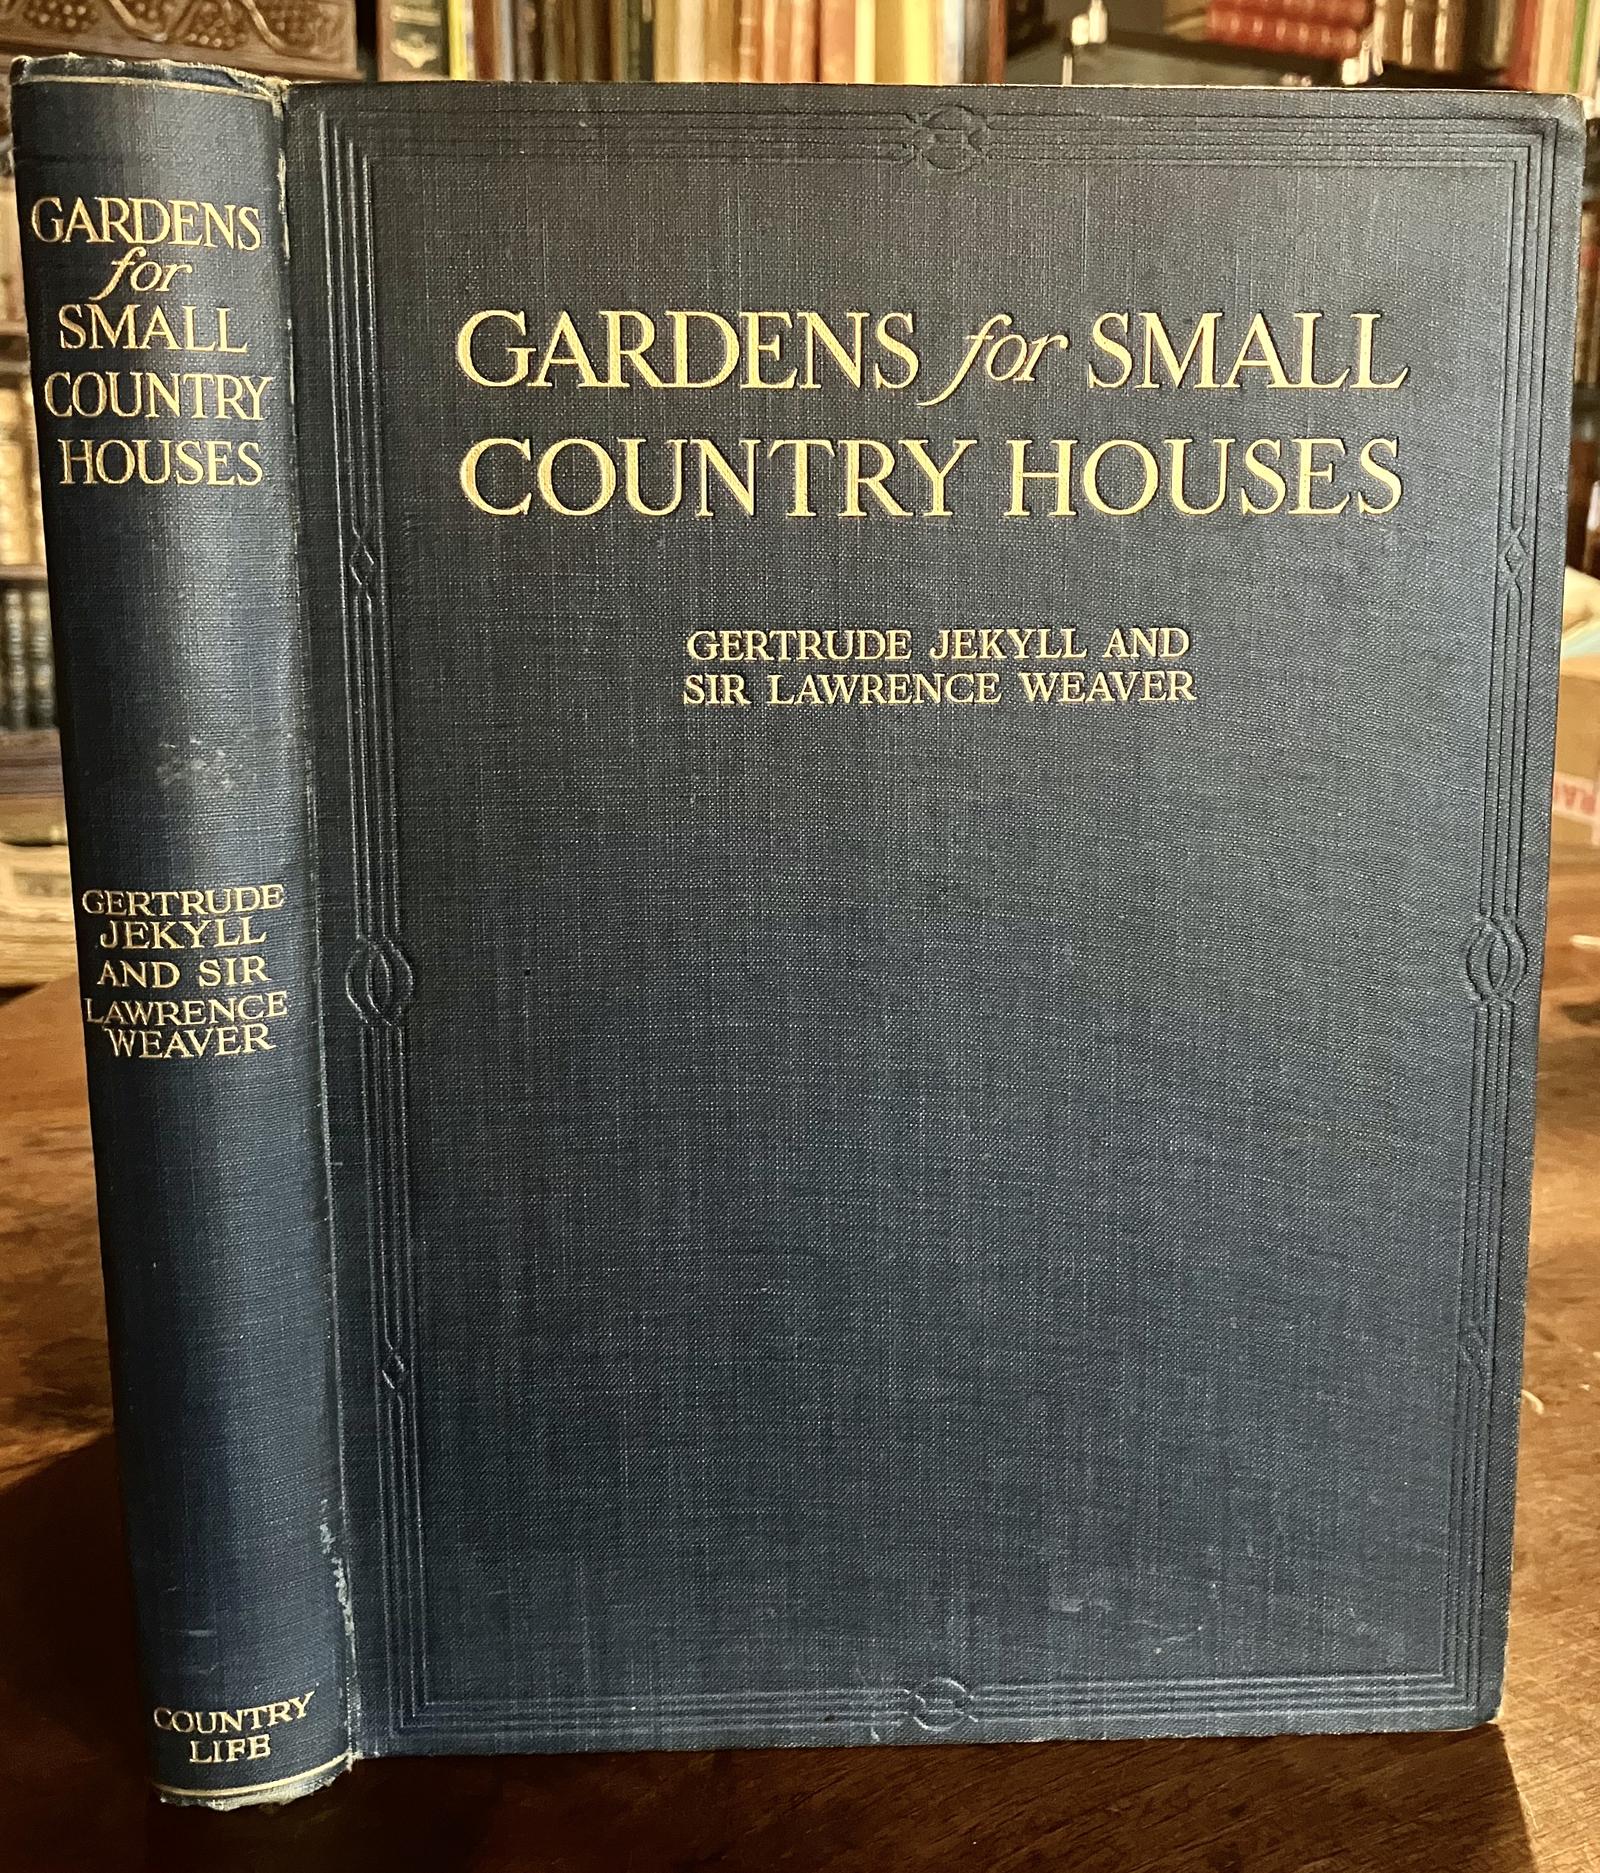 GARDENS
for
SMALL
COUNTRY
HOUSES
GERTRUDE
JEKYLL
AND SIR
LAWRENCE
WEAVER
COUNTRY
LIFE
GARDENS for SMALL
COUNTRY HOUSES
GERTRUDE JEKYLL AND
SIR LAWRENCE WEAVER